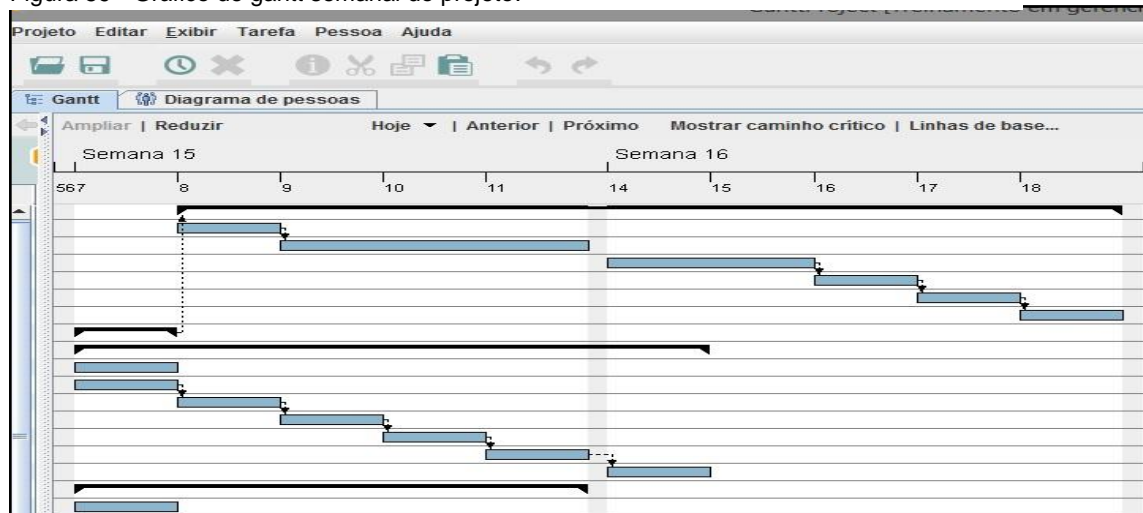 Projeto Editar Exibir Tarefa Pessoa Ajuda
Gantt Diagrama de pessoas
Ampliar | Reduzir Hoje | Anterior | Próximo Mostrar caminho crítico | Linhas de base...
Semana 15 Semana 16
567 8 9 10 11 14 15 16 17 18